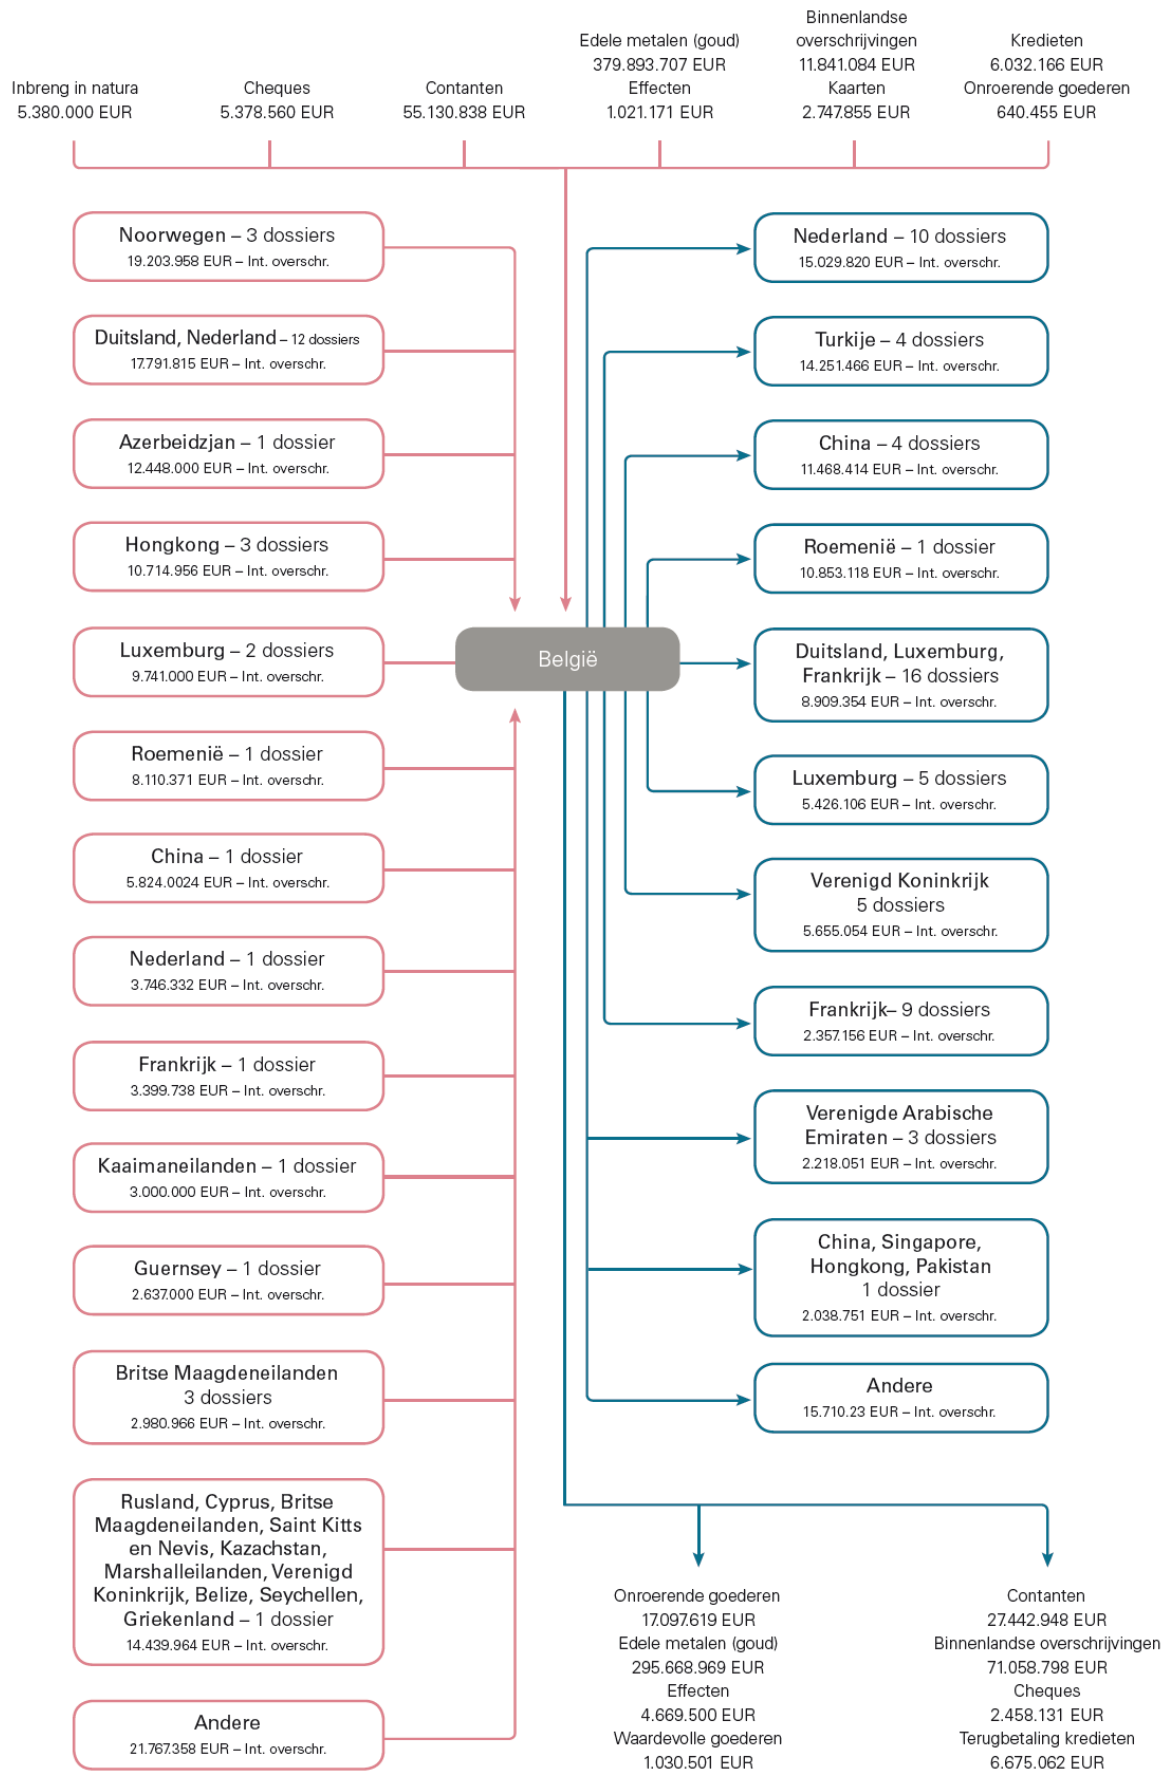 Inbreng in natura
5.380.000 EUR
Cheques
5.378.560 EUR
Contanten
55.130.838 EUR
Edele metalen (goud)
379.893.707 EUR
Effecten
1.021.171 EUR
Binnenlandse
overschrijvingen
11.841.084 EUR
Kaarten
2.747.855 EUR
Kredieten
6.032.166 EUR
Onroerende goederen
640.455 EUR
Noorwegen – 3 dossiers
19.203.958 EUR – Int. overschr.
Duitsland, Nederland – 12 dossiers
17.791.815 EUR – Int. overschr.
Azerbeidzjan – 1 dossier
12.448.000 EUR – Int. overschr.
Hongkong – 3 dossiers
10.714.956 EUR – Int. overschr.
Luxemburg – 2 dossiers
9.741.000 EUR – Int. overschr.
Roemenië – 1 dossier
8.110.371 EUR – Int. overschr.
China – 1 dossier
5.824.0024 EUR – Int. overschr.
Nederland – 1 dossier
3.746.332 EUR – Int. overschr.
Frankrijk – 1 dossier
3.399.738 EUR – Int. overschr.
Kaaimaneilanden – 1 dossier
3.000.000 EUR – Int. overschr.
Guernsey – 1 dossier
2.637.000 EUR – Int. overschr.
Britse Maagdeneilanden
3 dossiers
2.980.966 EUR – Int. overschr.
Rusland, Cyprus, Britse
Maagdeneilanden, Saint Kitts
en Nevis, Kazachstan,
Marshalleilanden, Verenigd
Koninkrijk, Belize, Seychellen,
Griekenland – 1 dossier
14.439.964 EUR – Int. overschr.
Andere
21.767.358 EUR – Int. overschr.
België
Nederland – 10 dossiers
15.029.820 EUR – Int. overschr.
Turkije – 4 dossiers
14.251.466 EUR – Int. overschr.
China – 4 dossiers
11.468.414 EUR – Int. overschr.
Roemenië – 1 dossier
10.853.118 EUR – Int. overschr.
Duitsland, Luxemburg,
Frankrijk – 16 dossiers
8.909.354 EUR – Int. overschr.
Luxemburg – 5 dossiers
5.426.106 EUR – Int. overschr.
Verenigd Koninkrijk
5 dossiers
5.655.054 EUR – Int. overschr.
Frankrijk– 9 dossiers
2.357.156 EUR – Int. overschr.
Verenigde Arabische
Emiraten – 3 dossiers
2.218.051 EUR – Int. overschr.
China, Singapore,
Hongkong, Pakistan
1 dossier
2.038.751 EUR – Int. overschr.
Andere
15.710.23 EUR – Int. overschr.
Onroerende goederen
17.097.619 EUR
Edele metalen (goud)
295.668.969 EUR
Effecten
4.669.500 EUR
Waardevolle goederen
1.030.501 EUR
Contanten
27.442.948 EUR
Binnenlandse overschrijvingen
71.058.798 EUR
Cheques
2.458.131 EUR
Terugbetaling kredieten
6.675.062 EUR